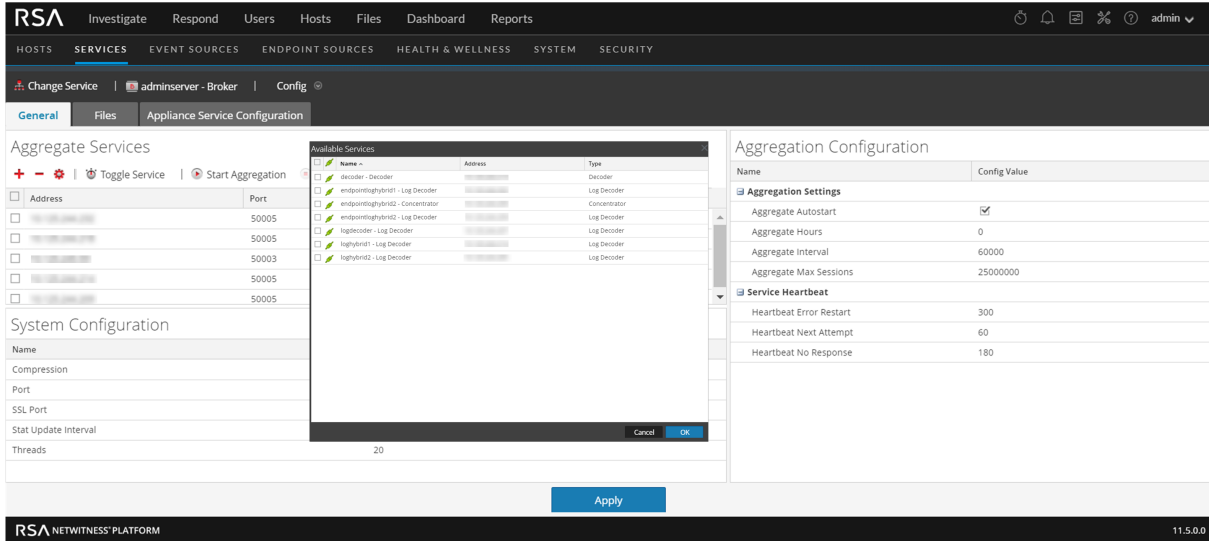 RSA Investigate Respond Users Hosts Files Dashboard Reports admin
HOSTS SERVICES EVENT SOURCES ENDPOINT SOURCES HEALTH & WELLNESS SYSTEM SECURITY
Change Service | adminserver - Broker | Config
General Files Appliance Service Configuration
Aggregate Services
+ - | Toggle Service | Start Aggregation
Address Port
50005
50005
50003
50005
50005
System Configuration
Name
Compression
Port
SSL Port
Stat Update Interval
Threads 20
Available Services
Name Address Type
decoder - Decoder Decoder
endpointloghybrid1 - Log Decoder Log Decoder
endpointloghybrid2 - Concentrator Concentrator
endpointloghybrid2 - Log Decoder Log Decoder
logdecoder - Log Decoder Log Decoder
loghybrid1 - Log Decoder Log Decoder
loghybrid2 - Log Decoder Log Decoder
Cancel OK
Aggregation Configuration
Name Config Value
Aggregation Settings
Aggregate Autostart
Aggregate Hours 0
Aggregate Interval 60000
Aggregate Max Sessions 25000000
Service Heartbeat
Heartbeat Error Restart 300
Heartbeat Next Attempt 60
Heartbeat No Response 180
Apply
RSA NETWITNESS® PLATFORM 11.5.0.0